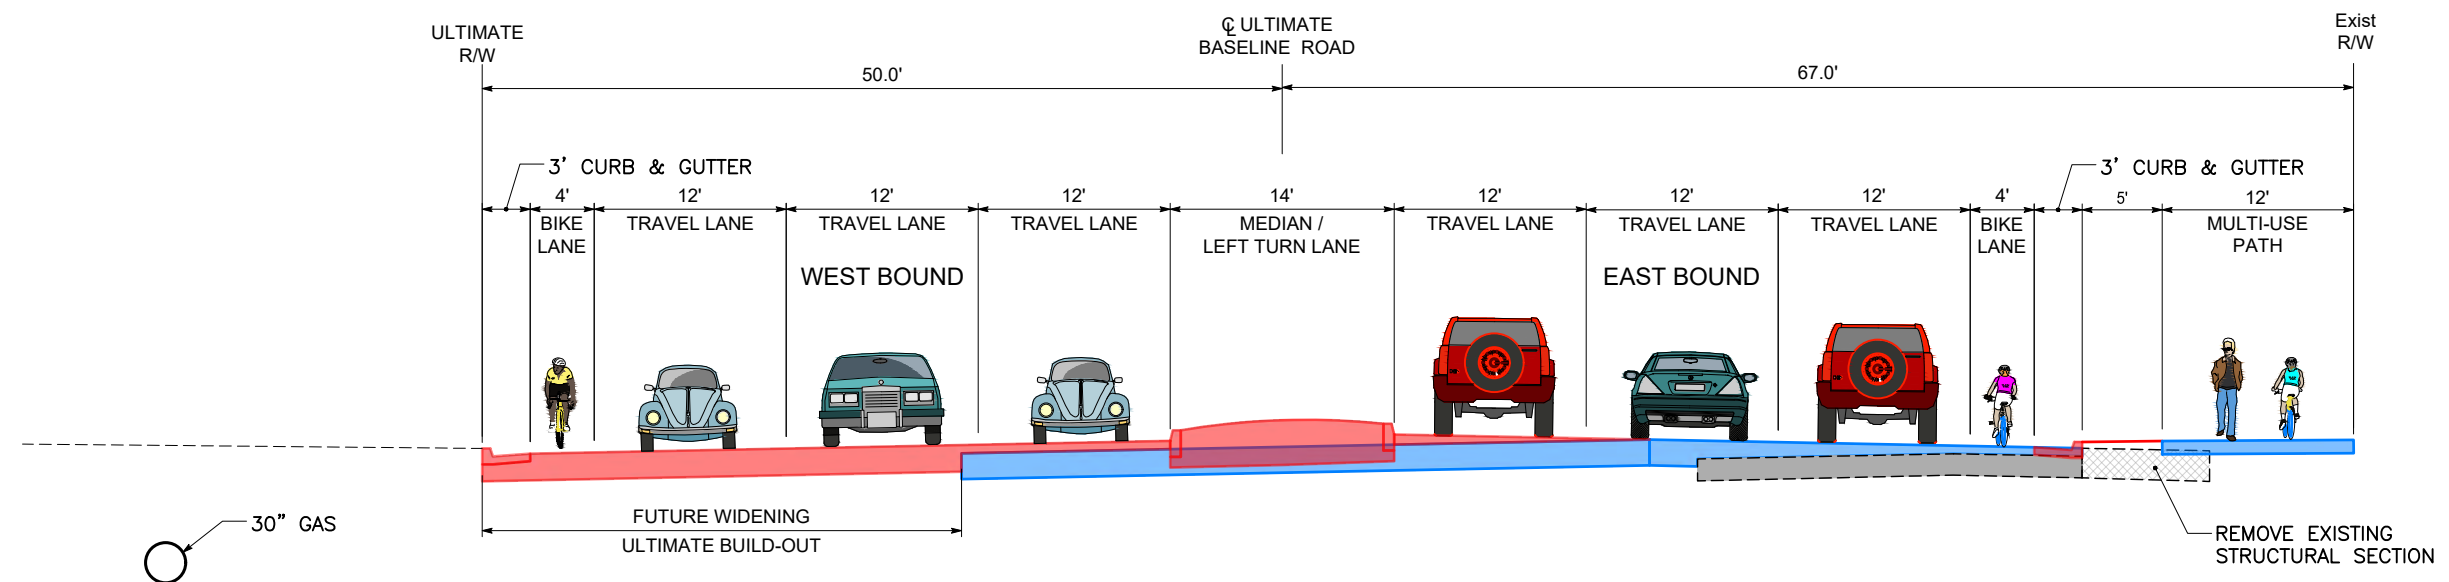 ULTIMATE
R/W
℄ ULTIMATE
BASELINE ROAD
Exist
R/W
50.0'
67.0'
3' CURB & GUTTER
3' CURB & GUTTER
4'
12'
12'
12'
14'
12'
12'
12'
4'
5'
12'
BIKE
LANE
TRAVEL LANE
TRAVEL LANE
TRAVEL LANE
MEDIAN /
LEFT TURN LANE
TRAVEL LANE
TRAVEL LANE
TRAVEL LANE
BIKE
LANE
MULTI-USE
PATH
WEST BOUND
EAST BOUND
30" GAS
FUTURE WIDENING
ULTIMATE BUILD-OUT
REMOVE EXISTING
STRUCTURAL SECTION